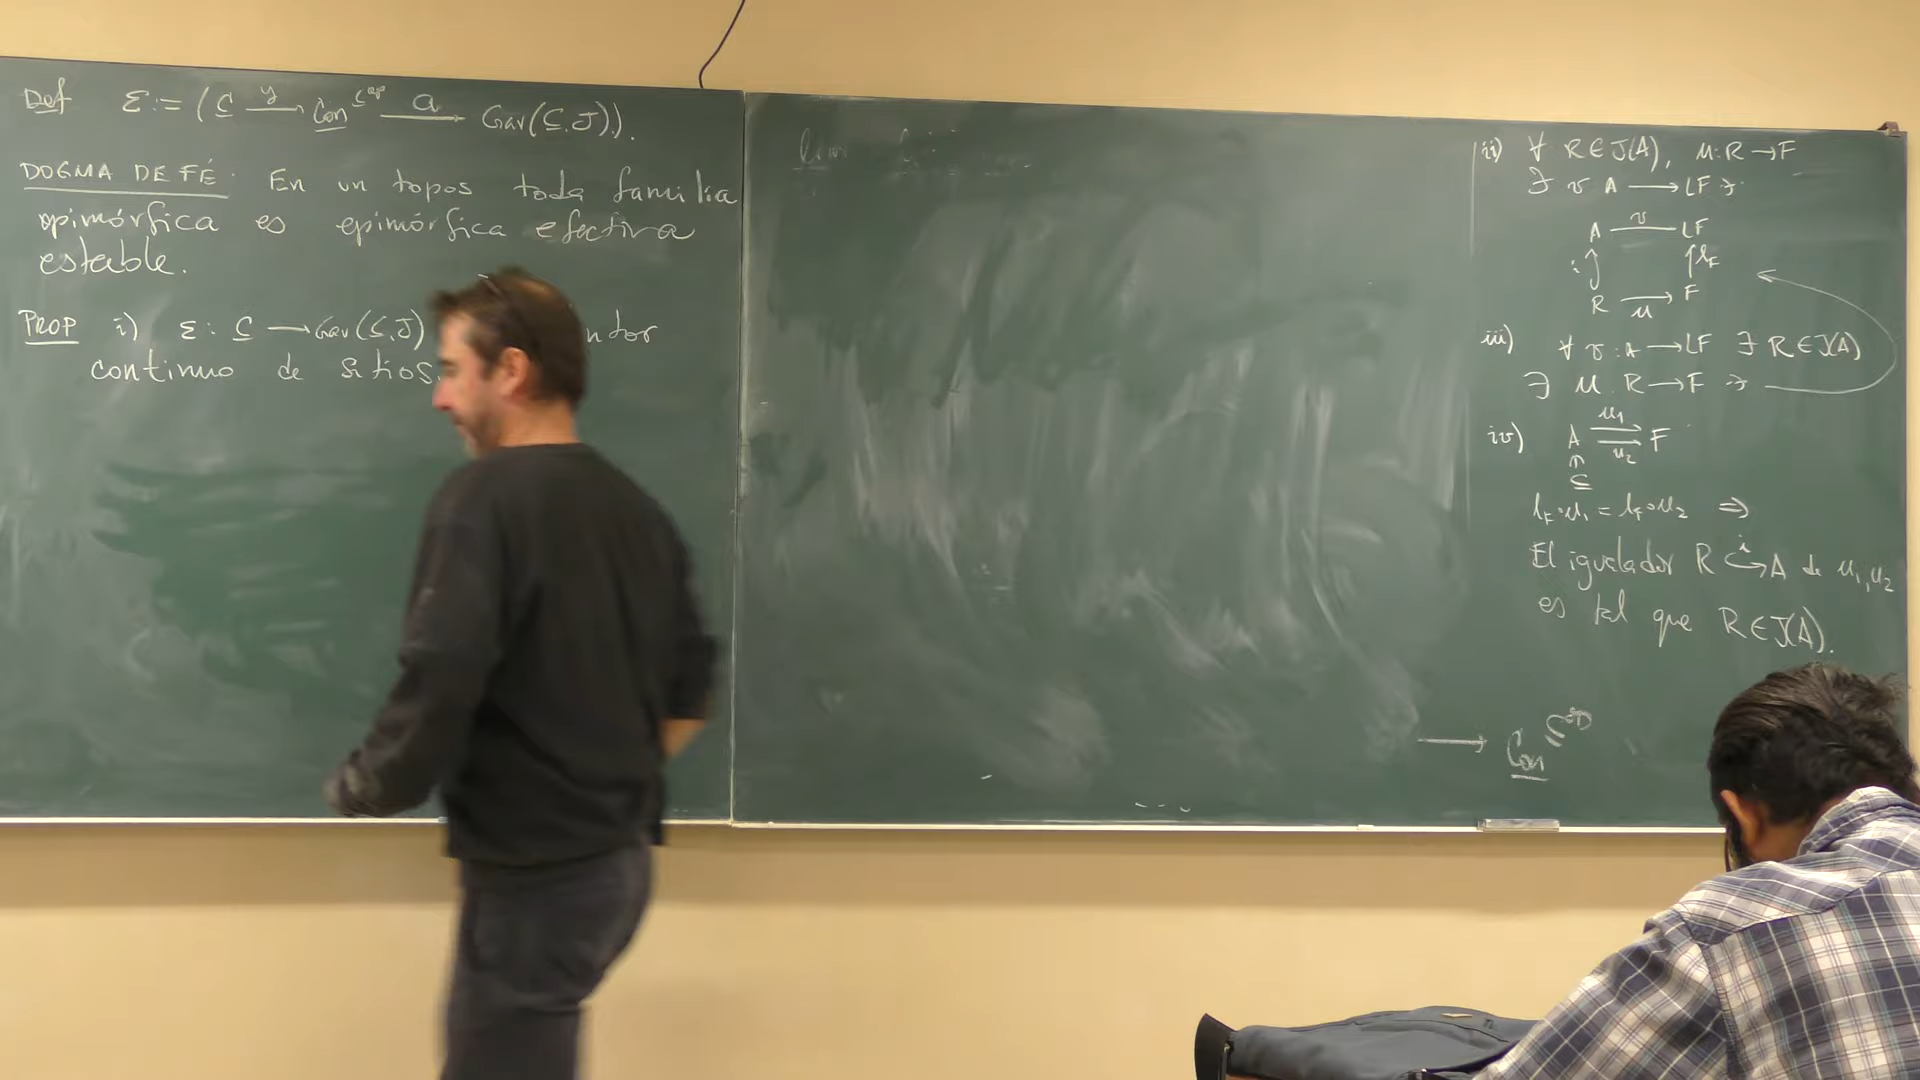 Def ε := (C —y→ Con^{C^op} —a→ Gav(C,J)).
DOGMA DE FÉ. En un topos toda familia
epimórfica es epimórfica efectiva
estable.
PROP i) ε: C → Gav(C,J) ntor
continuo de sitios.
ii) ∀ R∈J(A), u: R → F
∃ v A → LF ∋
A —v— LF
i l_F
R —u→ F
iii) ∀ v: A → LF ∃ R∈J(A)
∃ u: R → F ∋
iv) A ⇉ F
u₁
u₂
C
l_F∘u₁ = l_F∘u₂ ⇒
El igualador R ↪ A de u₁, u₂
i
es tal que R∈J(A).
→ Con^{C^op}